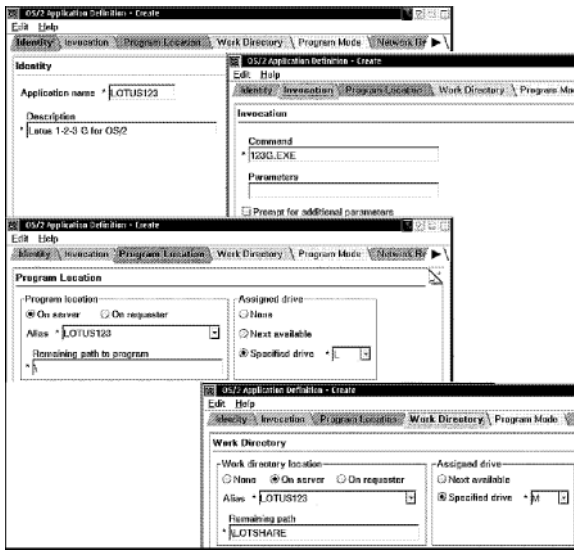 OS/2 Application Definition - Create
Edit Help
Identity Invocation Program Location Work Directory Program Mode Network
Identity
Application name * LOTUS123
Description
* Lotus 1-2-3 G for OS/2
OS/2 Application Definition - Create
Edit Help
Identity Invocation Program Location Work Directory Program Mo
Invocation
Command
* 123G.EXE
Parameters
Prompt for additional parameters
OS/2 Application Definition - Create
Edit Help
Identity Invocation Program Location Work Directory Program Mode Network
Program Location
Program location
On server On requester
Alias * LOTUS123
Remaining path to program
* \
Assigned drive
None
Next available
Specified drive * L
OS/2 Application Definition - Create
Edit Help
Identity Invocation Program Location Work Directory Program Mode
Work Directory
Work directory location
None On server On requester
Alias * LOTUS123
Remaining path
* \LOTSHARE
Assigned drive
Next available
Specified drive * M